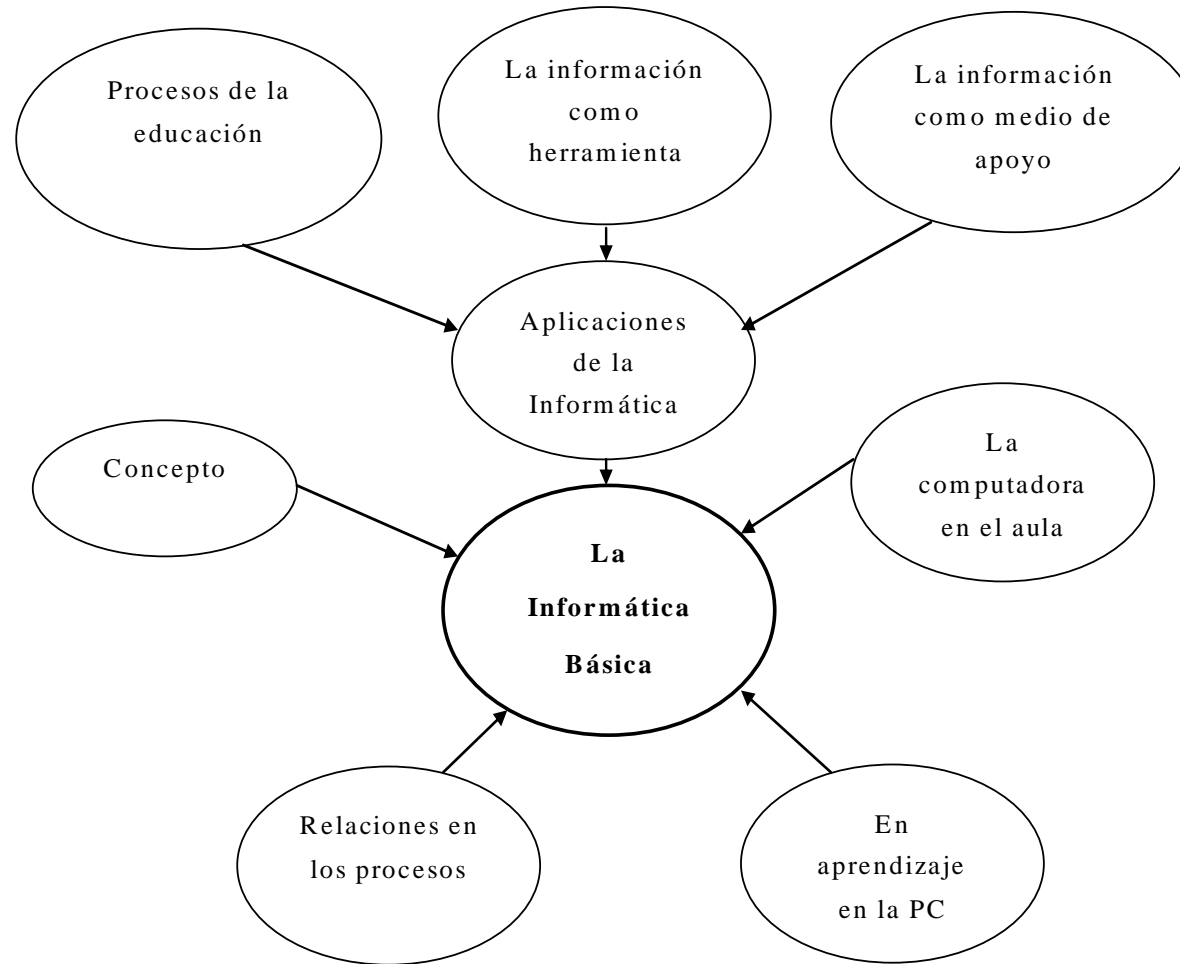 Procesos de la
educación
La información
como
herramienta
La información
como medio de
apoyo
Aplicaciones
de la
Informática
Concepto
La
computadora
en el aula
La
Informática
Básica
Relaciones en
los procesos
En
aprendizaje
en la PC